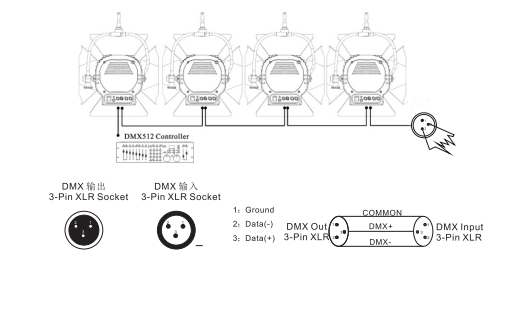 DMX512 Controller
DMX 输出
3-Pin XLR Socket
DMX 输入
3-Pin XLR Socket
1: Ground
2: Data(-)
3: Data(+)
DMX Out
3-Pin XLR
COMMON
DMX+
DMX-
DMX Input
3-Pin XLR